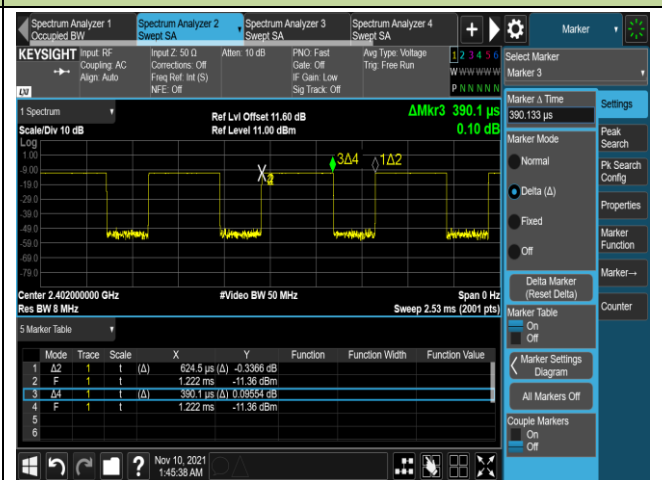 Spectrum Analyzer 1
Occupied BW
Spectrum Analyzer 2
Swept SA
Spectrum Analyzer 3
Swept SA
Spectrum Analyzer 4
Swept SA
Marker
KEYSIGHT
LXI
Input: RF
Coupling: AC
Align: Auto
Input Z: 50 Ω
Corrections: Off
Freq Ref: Int (S)
NFE: Off
Atten: 10 dB
PNO: Fast
Gate: Off
IF Gain: Low
Sig Track: Off
Avg Type: Voltage
Trig: Free Run
1 2 3 4 5 6
W W W W W W
P N N N N N
1 Spectrum
Scale/Div 10 dB
Ref Lvl Offset 11.60 dB
Ref Level 11.00 dBm
ΔMkr3 390.1 µs
0.10 dB
Log
1.00
-9.00
-19.0
-29.0
-39.0
-49.0
-59.0
-69.0
-79.0
3Δ4
1Δ2
Center 2.402000000 GHz
Res BW 8 MHz
#Video BW 50 MHz
Span 0 Hz
Sweep 2.53 ms (2001 pts)
5 Marker Table
Mode Trace Scale X Y Function Function Width Function Value
1 Δ2 1 t (Δ) 624.5 µs (Δ) -0.3366 dB
2 F 1 t 1.222 ms -11.36 dBm
3 Δ4 1 t (Δ) 390.1 µs (Δ) 0.09554 dB
4 F 1 t 1.222 ms -11.36 dBm
5
6
Nov 10, 2021
1:45:38 AM
Select Marker
Marker 3
Marker Δ Time
390.133 µs
Marker Mode
Normal
Delta (Δ)
Fixed
Off
Delta Marker
(Reset Delta)
Marker Table
On
Off
Marker Settings
Diagram
All Markers Off
Couple Markers
On
Off
Settings
Peak
Search
Pk Search
Config
Properties
Marker
Function
Marker→
Counter